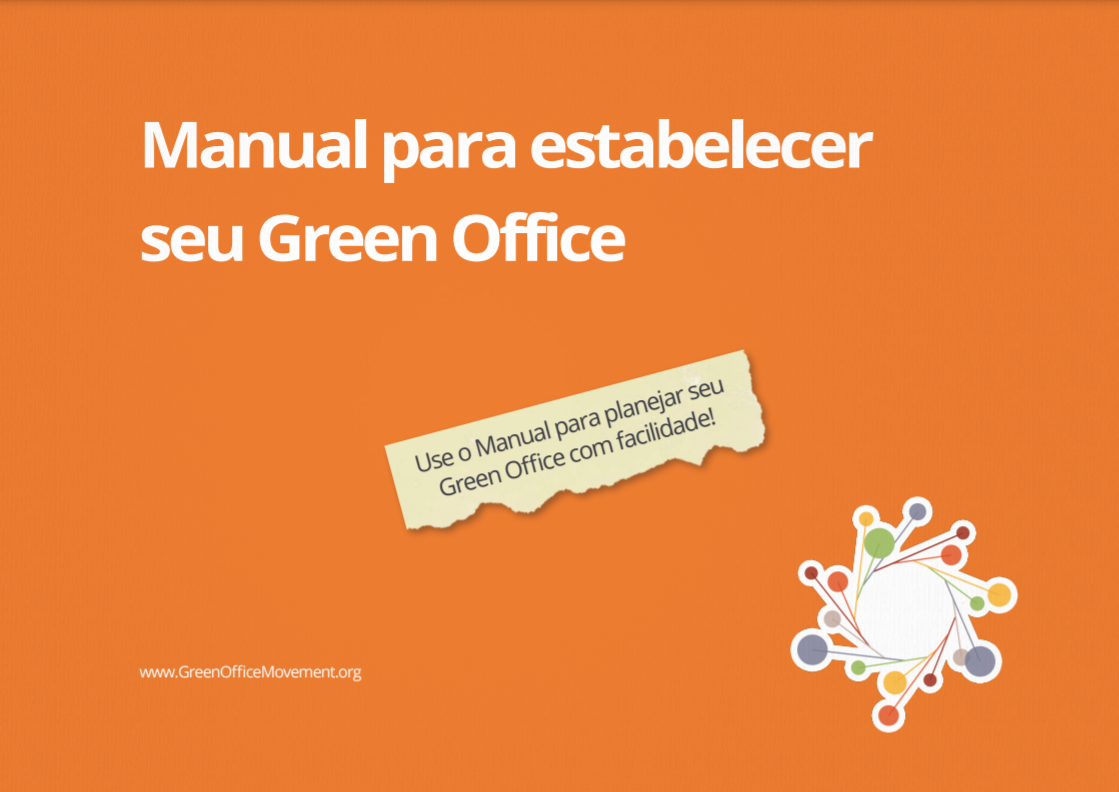 Manual para estabelecer
seu Green Office
Use o Manual para planejar seu
Green Office com facilidade!
www.GreenOfficeMovement.org